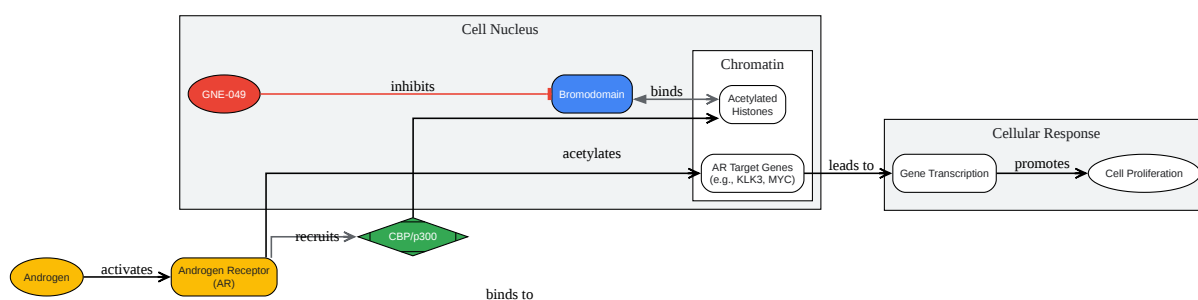 Cell Nucleus
Chromatin
GNE-049
inhibits
Bromodomain
binds
Acetylated
Histones
Cellular Response
acetylates
AR Target Genes
(e.g., KLK3, MYC)
leads to
Gene Transcription
promotes
Cell Proliferation
recruits
CBP/p300
Androgen
activates
Androgen Receptor
(AR)
binds to